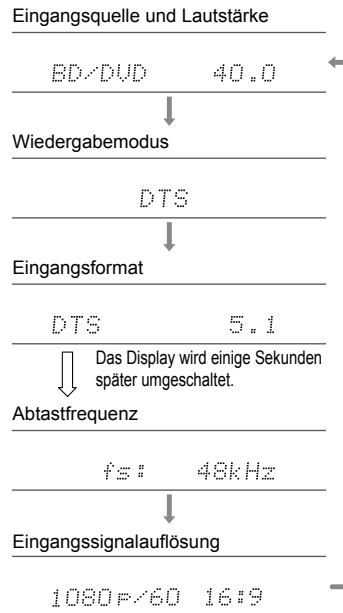 Eingangsquelle und Lautstärke
BD/DVD 40.0
Wiedergabemodus
DTS
Eingangsformat
DTS 5.1
Das Display wird einige Sekunden
später umgeschaltet.
Abtastfrequenz
fs: 48kHz
Eingangssignalauflösung
1080p/60 16:9